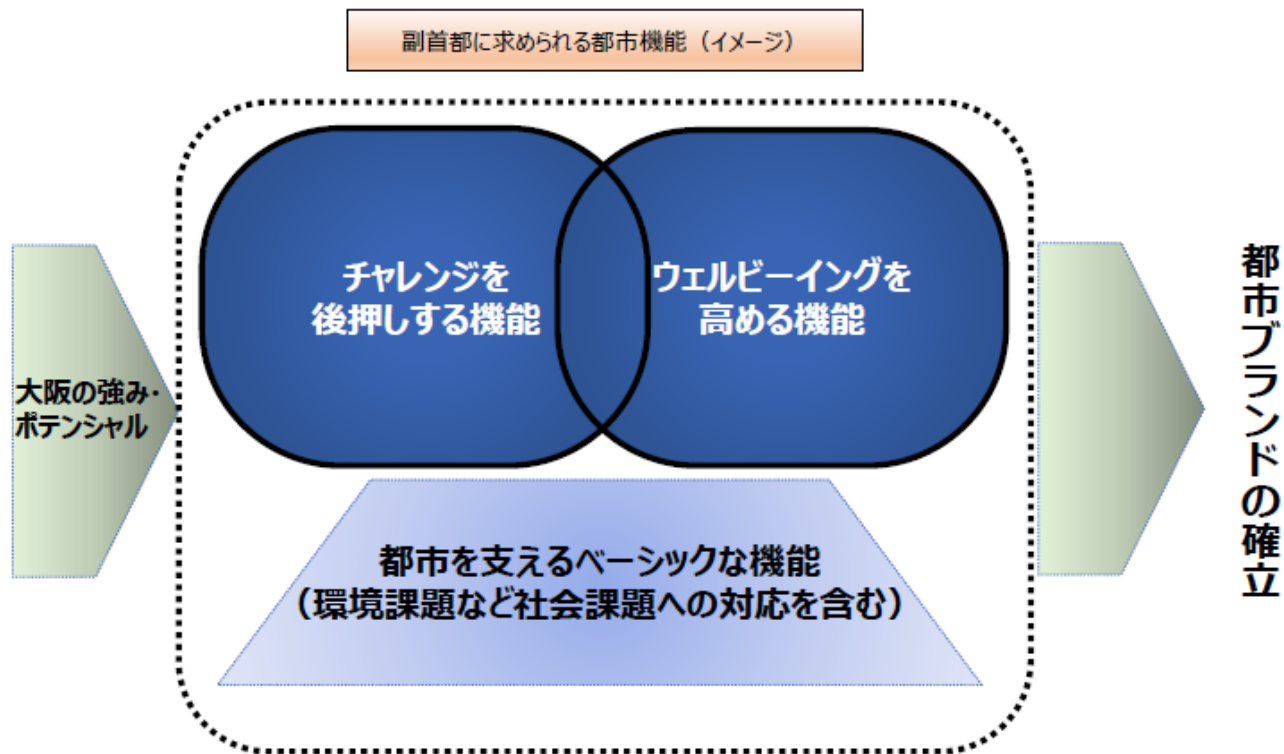 副首都に求められる都市機能（イメージ）
チャレンジを
後押しする機能
ウェルビーイングを
高める機能
大阪の強み・
ポテンシャル
都市を支えるベーシックな機能
（環境課題など社会課題への対応を含む）
都市ブランドの確立